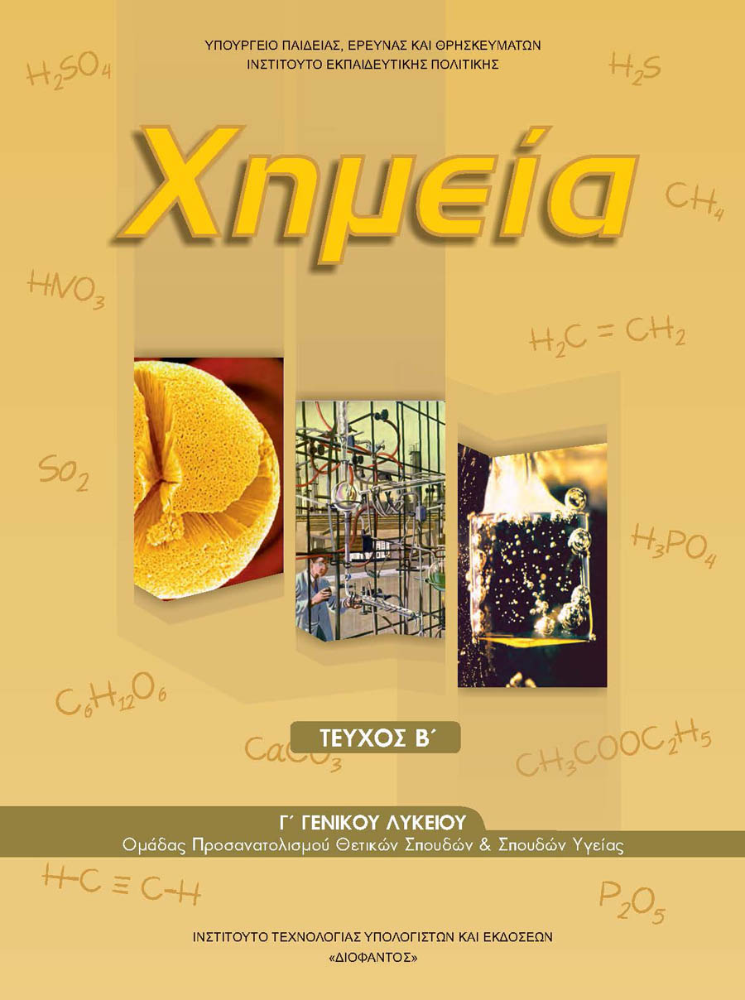 ΥΠΟΥΡΓΕΙΟ ΠΑΙΔΕΙΑΣ, ΕΡΕΥΝΑΣ ΚΑΙ ΘΡΗΣΚΕΥΜΑΤΩΝ
ΙΝΣΤΙΤΟΥΤΟ ΕΚΠΑΙΔΕΥΤΙΚΗΣ ΠΟΛΙΤΙΚΗΣ
H₂SO₄
H₂S
Χημεία
CH₄
HNO₃
H₂C = CH₂
SO₂
H₃PO₄
C₆H₁₂O₆
ΤΕΥΧΟΣ Β΄
CaCO₃
CH₃COOC₂H₅
Γ΄ ΓΕΝΙΚΟΥ ΛΥΚΕΙΟΥ
Ομάδας Προσανατολισμού Θετικών Σπουδών & Σπουδών Υγείας
H-C ≡ C-H
P₂O₅
ΙΝΣΤΙΤΟΥΤΟ ΤΕΧΝΟΛΟΓΙΑΣ ΥΠΟΛΟΓΙΣΤΩΝ ΚΑΙ ΕΚΔΟΣΕΩΝ
«ΔΙΟΦΑΝΤΟΣ»